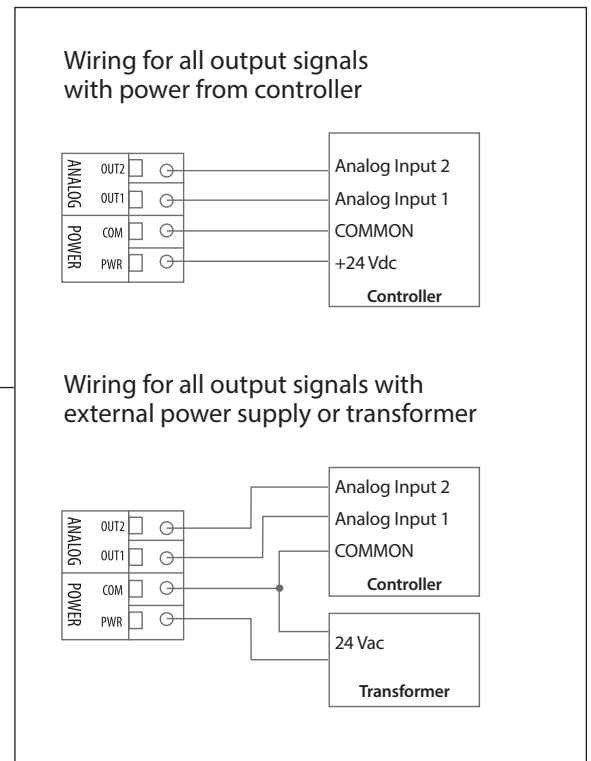 Wiring for all output signals
with power from controller
ANALOG
OUT2
OUT1
POWER
COM
PWR
Analog Input 2
Analog Input 1
COMMON
+24 Vdc
Controller
Wiring for all output signals with
external power supply or transformer
ANALOG
OUT2
OUT1
POWER
COM
PWR
Analog Input 2
Analog Input 1
COMMON
Controller
24 Vac
Transformer